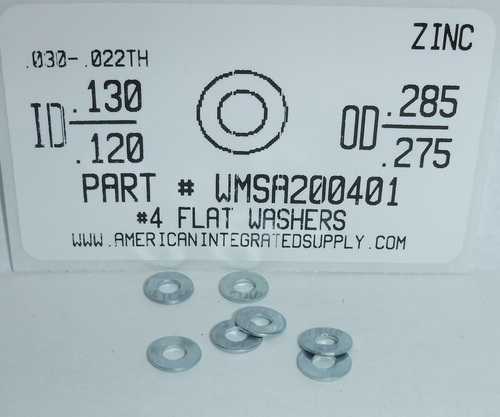 ZINC
.030-.022TH
ID .130 OD .285
.120 .275
PART # WMSA200401
#4 FLAT WASHERS
WWW.AMERICANINTEGRATEDSUPPLY.COM